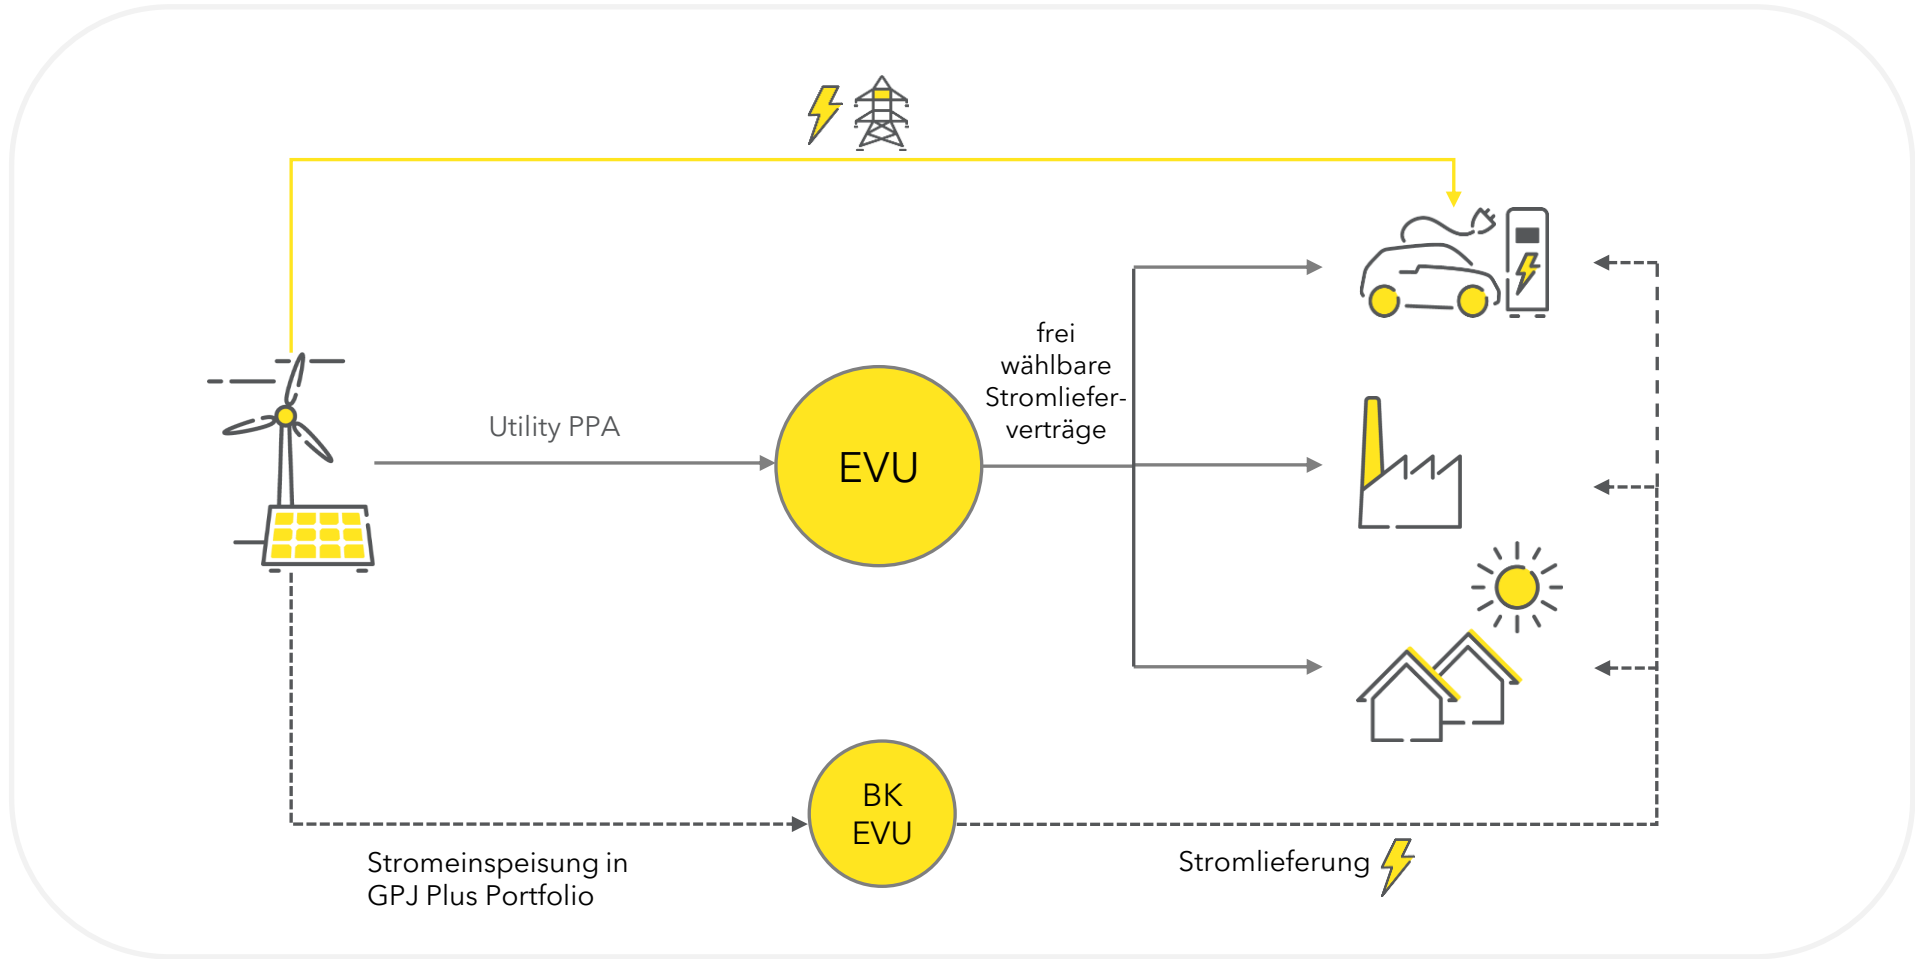 Utility PPA
EVU
frei
wählbare
Stromliefer-
verträge
BK
EVU
Stromeinspeisung in
GPJ Plus Portfolio
Stromlieferung